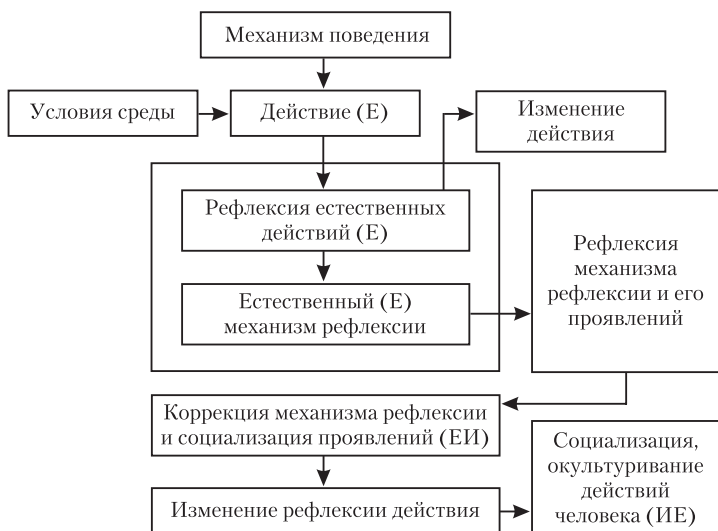 Механизм поведения
Условия среды
Действие (Е)
Изменение
действия
Рефлексия естественных
действий (Е)
Естественный (Е)
механизм рефлексии
Рефлексия
механизма
рефлексии и его
проявлений
Коррекция механизма рефлексии
и социализация проявлений (ЕИ)
Изменение рефлексии действия
Социализация,
окультуривание
действий
человека (ИЕ)